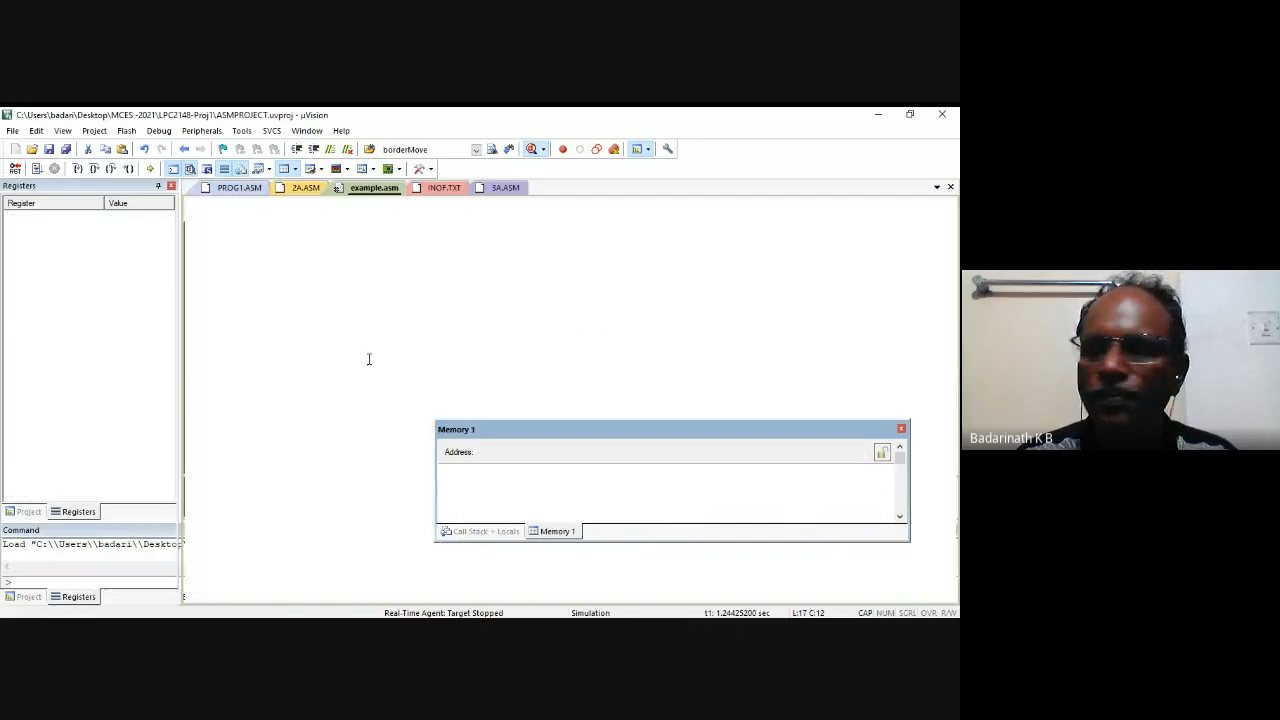 C:\Users\badari\Desktop\MCES -2021\LPC2148-Proj1\ASMPROJECT.uvproj - µVision
File Edit View Project Flash Debug Peripherals Tools SVCS Window Help
borderMove
Registers
PROG1.ASM 2A.ASM example.asm INOF.TXT 3A.ASM
Register Value
Memory 1
Address:
Call Stack + Locals Memory 1
Project Registers
Command
Load "C:\\Users\\badari\\Desktop
>
Project Registers
Real-Time Agent: Target Stopped Simulation t1: 1.24425200 sec L:17 C:12 CAP NUM SCRL OVR R/W
Badarinath K B